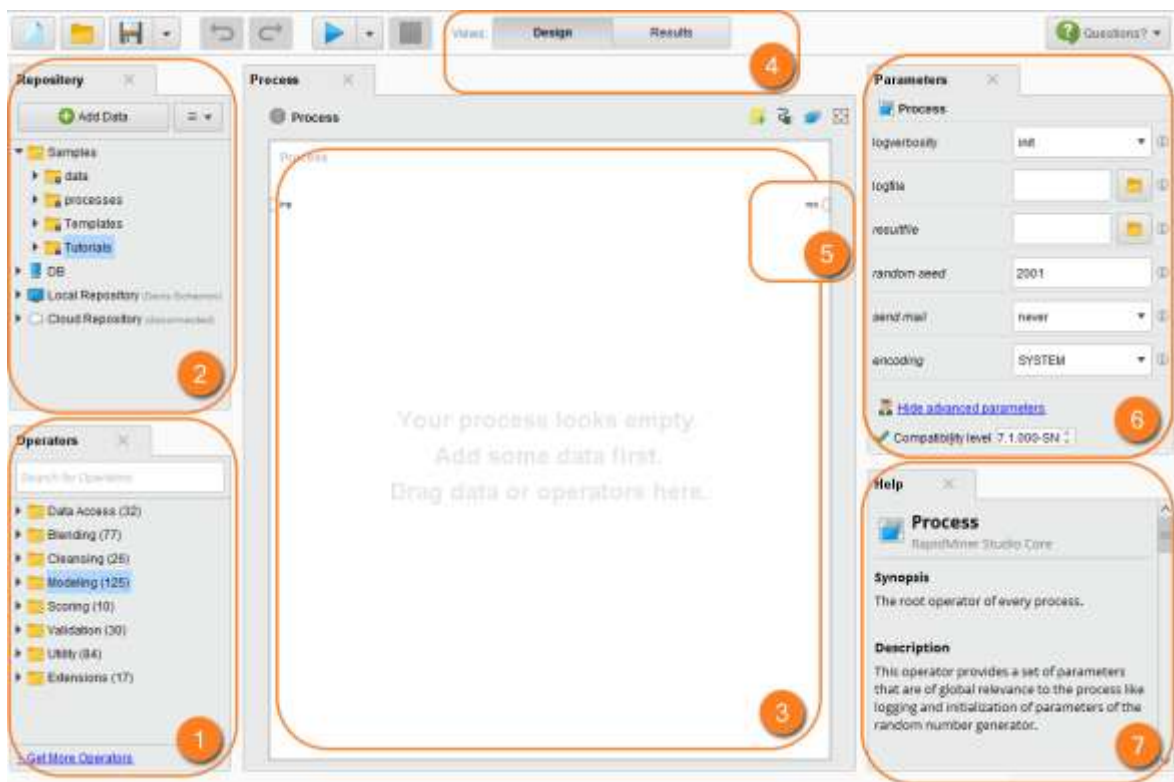 Views: Design Results
Questions?
4
Repository
Add Data
Samples
data
processes
Templates
Tutorials
DB
Local Repository
Cloud Repository (disconnected)
2
Operators
Search for Operators
Data Access (32)
Blending (77)
Cleansing (26)
Modeling (125)
Scoring (10)
Validation (30)
Utility (84)
Extensions (17)
Get More Operators
1
Process
Process
Process
inp
res
5
Your process looks empty.
Add some data first.
Drag data or operators here.
3
Parameters
Process
logverbosity init
logfile
resultfile
random seed 2001
send mail never
encoding SYSTEM
Hide advanced parameters
Compatibility level 7.1.000-SN
6
Help
Process
RapidMiner Studio Core
Synopsis
The root operator of every process.
Description
This operator provides a set of parameters
that are of global relevance to the process like
logging and initialization of parameters of the
random number generator.
7